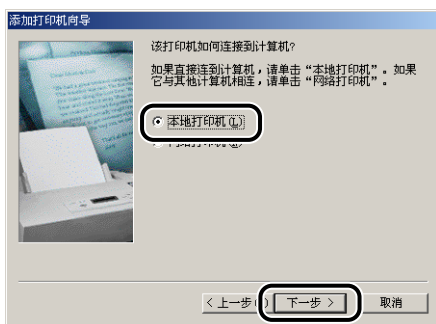 添加打印机向导
该打印机如何连接到计算机?
如果直接连到计算机，请单击“本地打印机”。如果
它与其他计算机相连，请单击“网络打印机”。
本地打印机(L)
< 上一步
下一步 >
取消